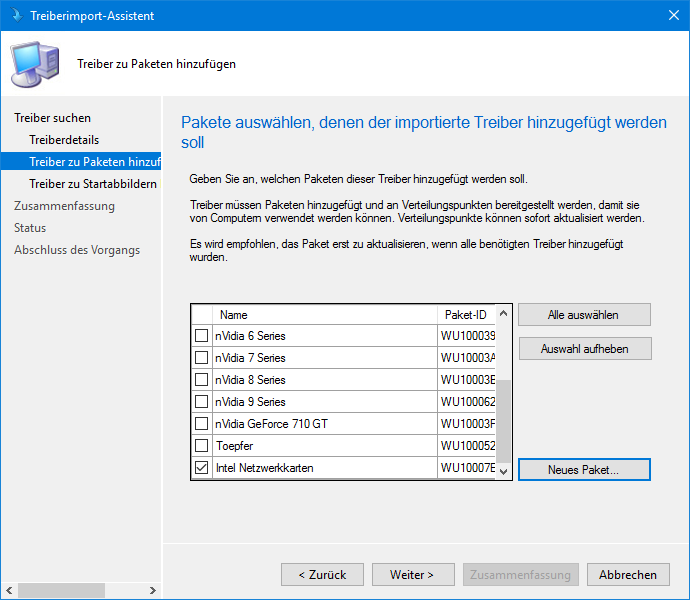 Treiberimport-Assistent
Treiber zu Paketen hinzufügen
Treiber suchen
Treiberdetails
Treiber zu Paketen hinzuf
Treiber zu Startabbildern
Zusammenfassung
Status
Abschluss des Vorgangs
Pakete auswählen, denen der importierte Treiber hinzugefügt werden
soll
Geben Sie an, welchen Paketen dieser Treiber hinzugefügt werden soll.
Treiber müssen Paketen hinzugefügt und an Verteilungspunkten bereitgestellt werden, damit sie
von Computern verwendet werden können. Verteilungspunkte können sofort aktualisiert werden.
Es wird empfohlen, das Paket erst zu aktualisieren, wenn alle benötigten Treiber hinzugefügt
wurden.
Name Paket-ID
nVidia 6 Series WU100039
nVidia 7 Series WU10003A
nVidia 8 Series WU10003E
nVidia 9 Series WU100062
nVidia GeForce 710 GT WU10003F
Toepfer WU100052
Intel Netzwerkkarten WU10007E
Alle auswählen
Auswahl aufheben
Neues Paket...
< Zurück
Weiter >
Zusammenfassung
Abbrechen